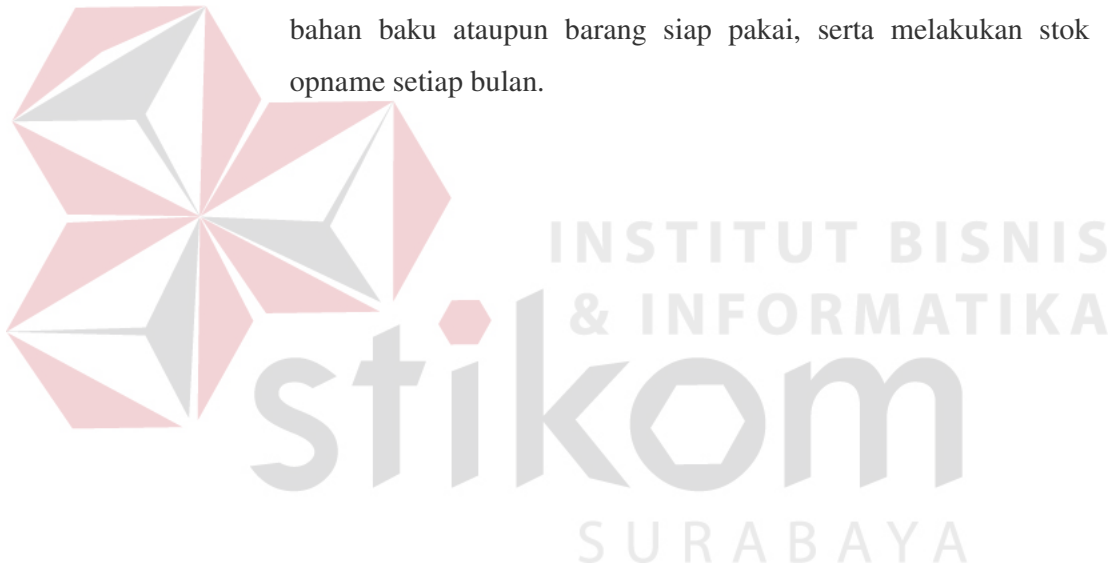 bahan baku ataupun barang siap pakai, serta melakukan stok
opname setiap bulan.
INSTITUT BISNIS
& INFORMATIKA
stikom
SURABAYA